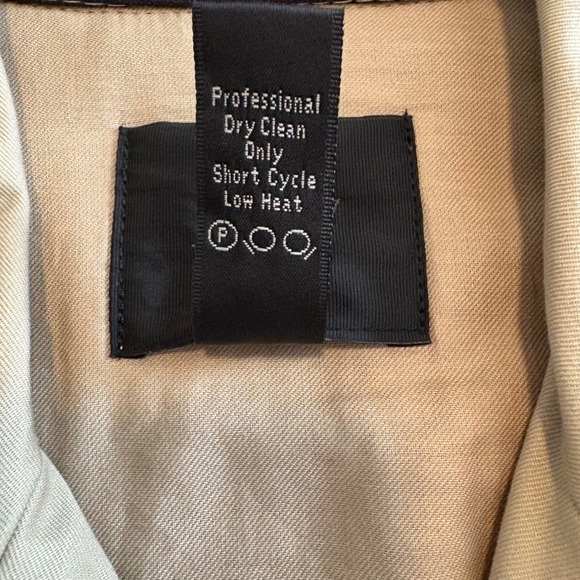 Professional
Dry Clean
Only
Short Cycle
Low Heat
P